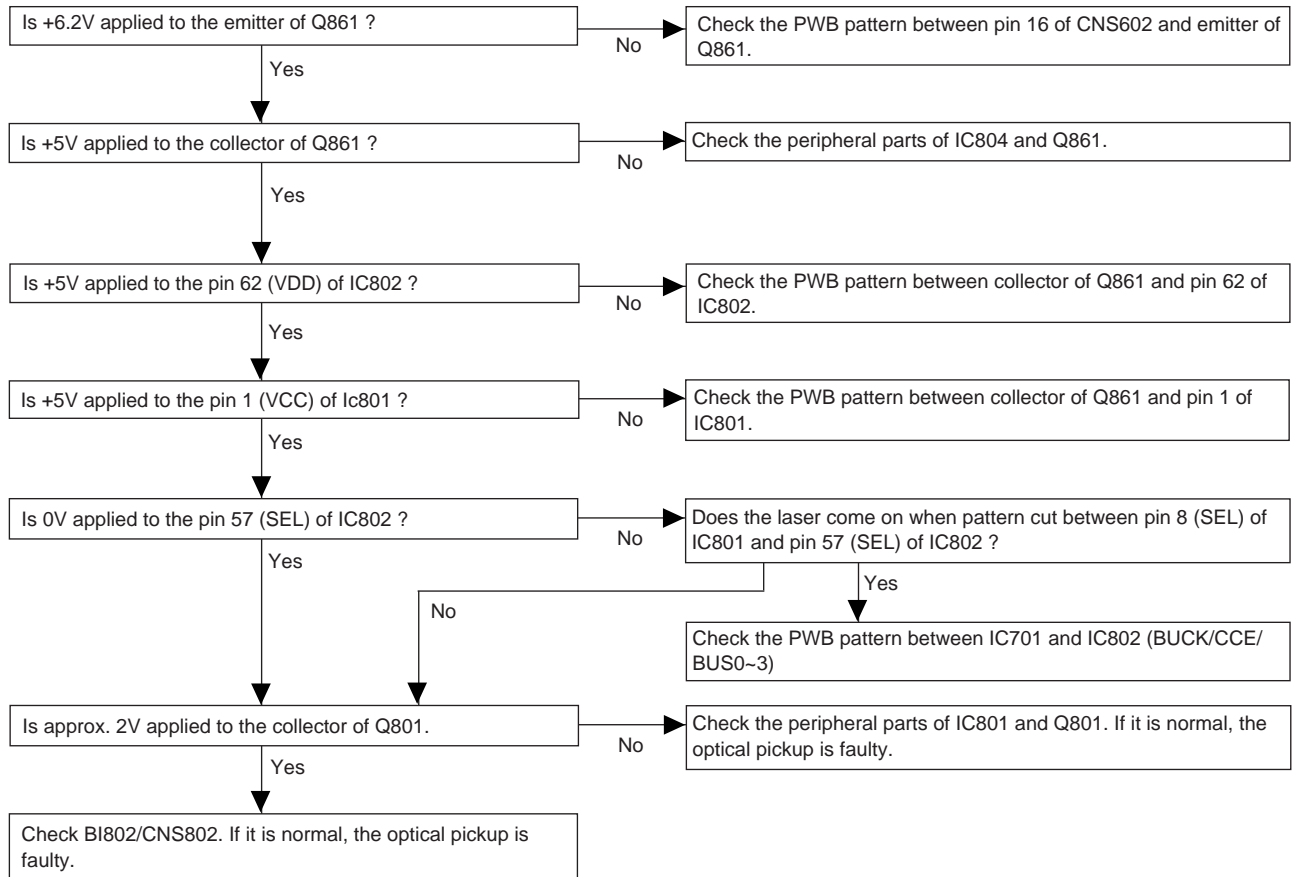 Is +6.2V applied to the emitter of Q861 ?
No
Check the PWB pattern between pin 16 of CNS602 and emitter of
Q861.
Yes
Is +5V applied to the collector of Q861 ?
No
Check the peripheral parts of IC804 and Q861.
Yes
Is +5V applied to the pin 62 (VDD) of IC802 ?
No
Check the PWB pattern between collector of Q861 and pin 62 of
IC802.
Yes
Is +5V applied to the pin 1 (VCC) of Ic801 ?
No
Check the PWB pattern between collector of Q861 and pin 1 of
IC801.
Yes
Is 0V applied to the pin 57 (SEL) of IC802 ?
No
Does the laser come on when pattern cut between pin 8 (SEL) of
IC801 and pin 57 (SEL) of IC802 ?
Yes
No
Yes
Check the PWB pattern between IC701 and IC802 (BUCK/CCE/
BUS0~3)
Is approx. 2V applied to the collector of Q801.
No
Check the peripheral parts of IC801 and Q801. If it is normal, the
optical pickup is faulty.
Yes
Check BI802/CNS802. If it is normal, the optical pickup is
faulty.